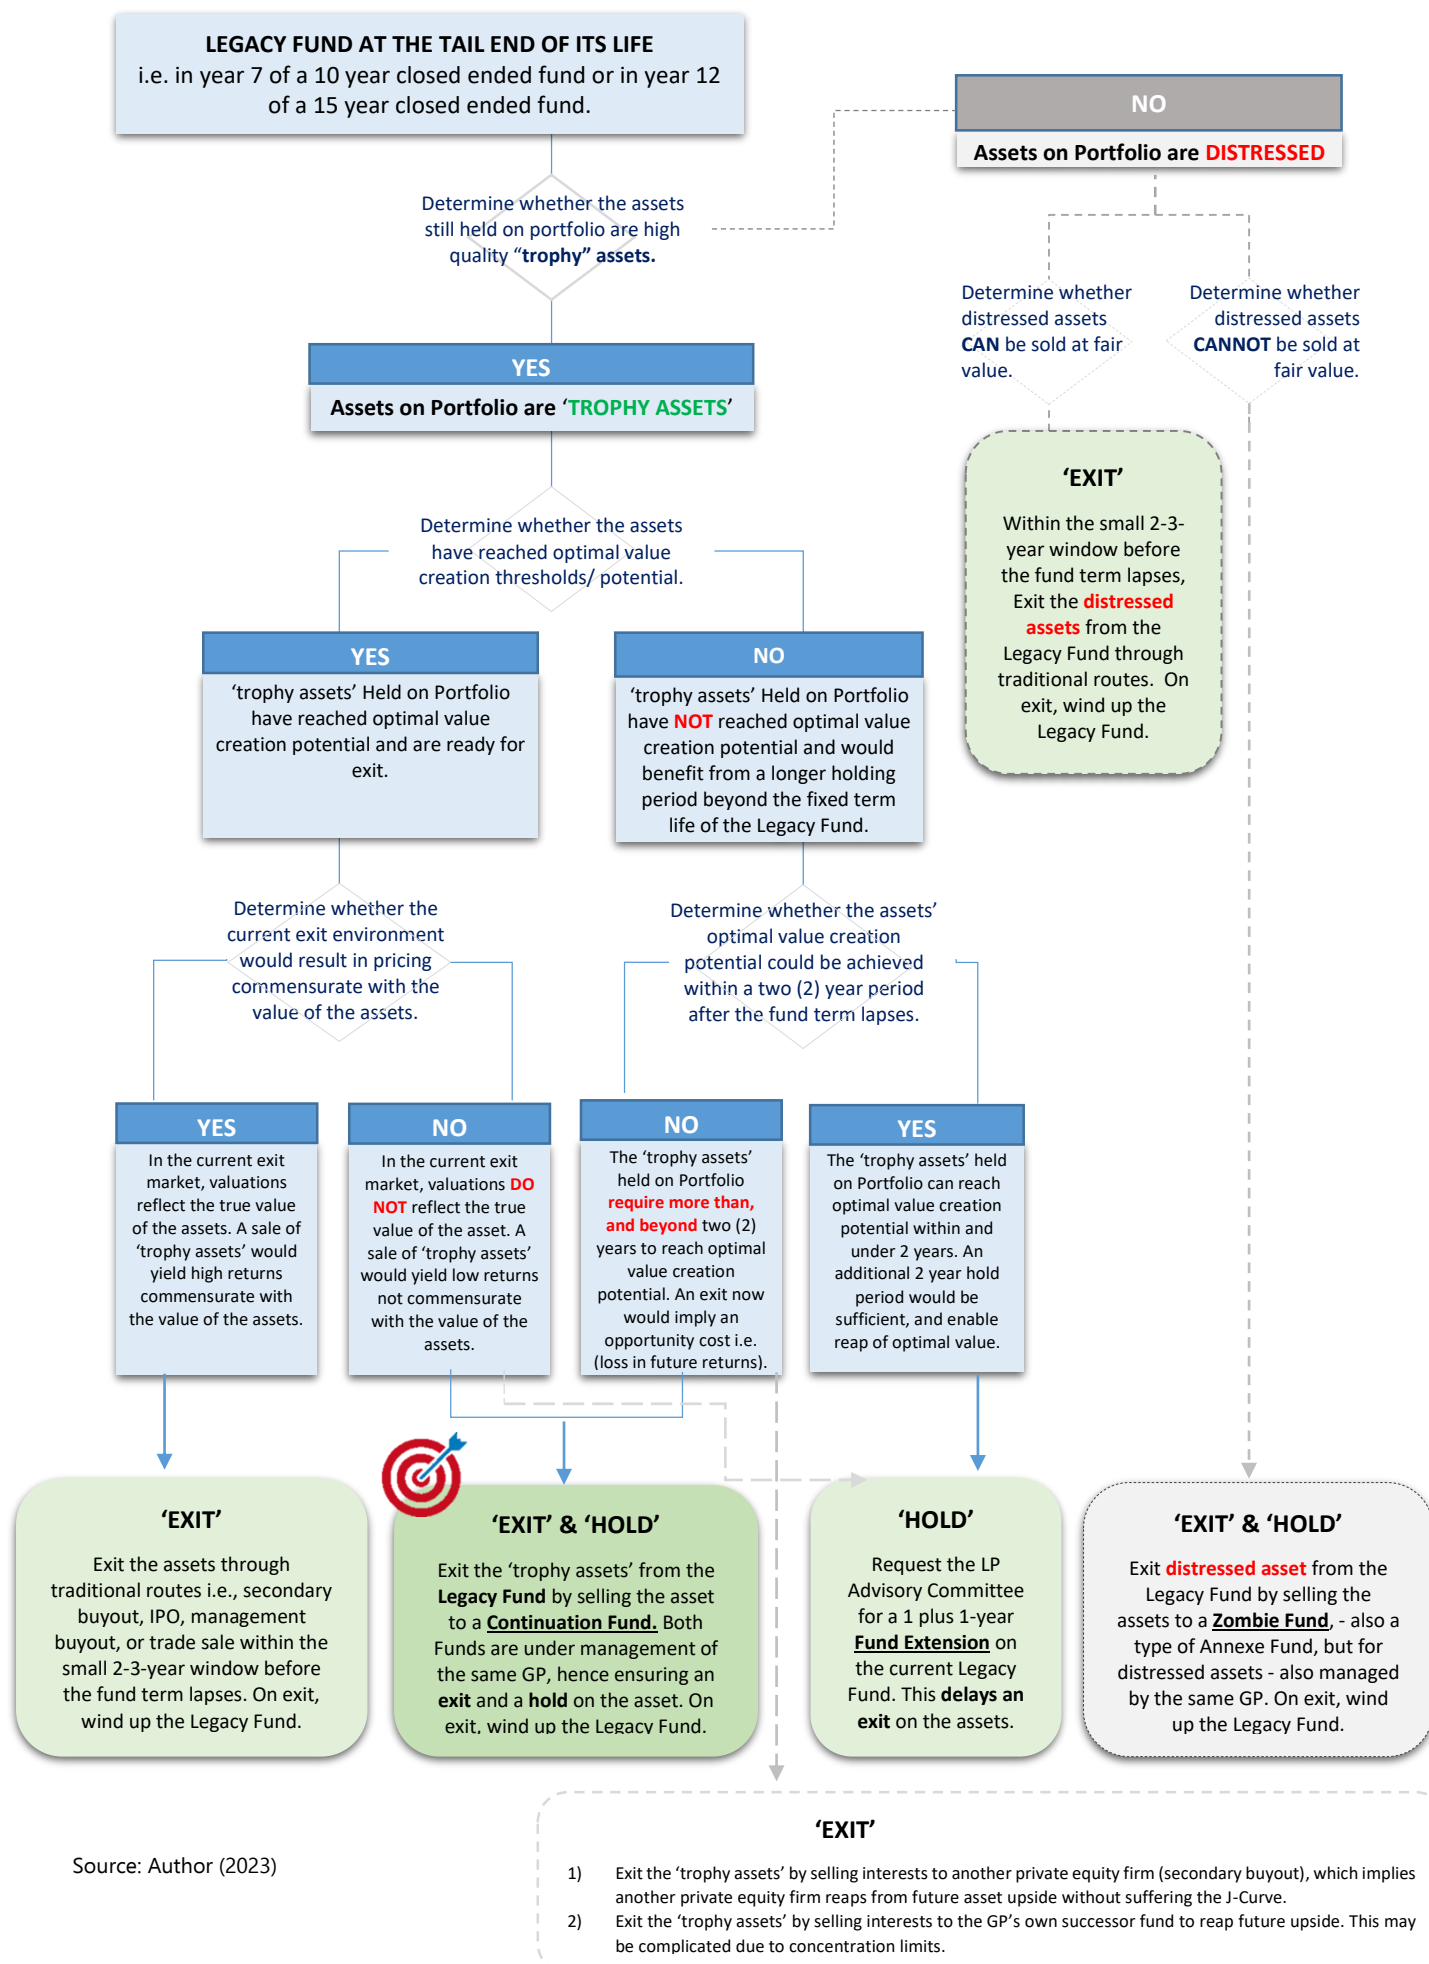 LEGACY FUND AT THE TAIL END OF ITS LIFE
i.e. in year 7 of a 10 year closed ended fund or in year 12
of a 15 year closed ended fund.
NO
Assets on Portfolio are DISTRESSED
Determine whether the assets
still held on portfolio are high
quality “trophy” assets.
Determine whether
distressed assets
CAN be sold at fair
value.
Determine whether
distressed assets
CANNOT be sold at
fair value.
YES
Assets on Portfolio are ‘TROPHY ASSETS’
‘EXIT’
Within the small 2-3-
year window before
the fund term lapses,
Exit the distressed
assets from the
Legacy Fund through
traditional routes. On
exit, wind up the
Legacy Fund.
Determine whether the assets
have reached optimal value
creation thresholds/ potential.
YES
‘trophy assets’ Held on Portfolio
have reached optimal value
creation potential and are ready for
exit.
NO
‘trophy assets’ Held on Portfolio
have NOT reached optimal value
creation potential and would
benefit from a longer holding
period beyond the fixed term
life of the Legacy Fund.
Determine whether the
current exit environment
would result in pricing
commensurate with the
value of the assets.
Determine whether the assets’
optimal value creation
potential could be achieved
within a two (2) year period
after the fund term lapses.
YES
In the current exit
market, valuations
reflect the true value
of the assets. A sale of
‘trophy assets’ would
yield high returns
commensurate with
the value of the assets.
NO
In the current exit
market, valuations DO
NOT reflect the true
value of the asset. A
sale of ‘trophy assets’
would yield low returns
not commensurate
with the value of the
assets.
NO
The ‘trophy assets’
held on Portfolio
require more than,
and beyond two (2)
years to reach optimal
value creation
potential. An exit now
would imply an
opportunity cost i.e.
(loss in future returns).
YES
The ‘trophy assets’ held
on Portfolio can reach
optimal value creation
potential within and
under 2 years. An
additional 2 year hold
period would be
sufficient, and enable
reap of optimal value.
‘EXIT’
Exit the assets through
traditional routes i.e., secondary
buyout, IPO, management
buyout, or trade sale within the
small 2-3-year window before
the fund term lapses. On exit,
wind up the Legacy Fund.
‘EXIT’ & ‘HOLD’
Exit the ‘trophy assets’ from the
Legacy Fund by selling the asset
to a Continuation Fund. Both
Funds are under management of
the same GP, hence ensuring an
exit and a hold on the asset. On
exit, wind up the Legacy Fund.
‘HOLD’
Request the LP
Advisory Committee
for a 1 plus 1-year
Fund Extension on
the current Legacy
Fund. This delays an
exit on the assets.
‘EXIT’ & ‘HOLD’
Exit distressed asset from the
Legacy Fund by selling the
assets to a Zombie Fund, - also a
type of Annexe Fund, but for
distressed assets - also managed
by the same GP. On exit, wind
up the Legacy Fund.
‘EXIT’
1) Exit the ‘trophy assets’ by selling interests to another private equity firm (secondary buyout), which implies
another private equity firm reaps from future asset upside without suffering the J-Curve.
2) Exit the ‘trophy assets’ by selling interests to the GP’s own successor fund to reap future upside. This may
be complicated due to concentration limits.
Source: Author (2023)